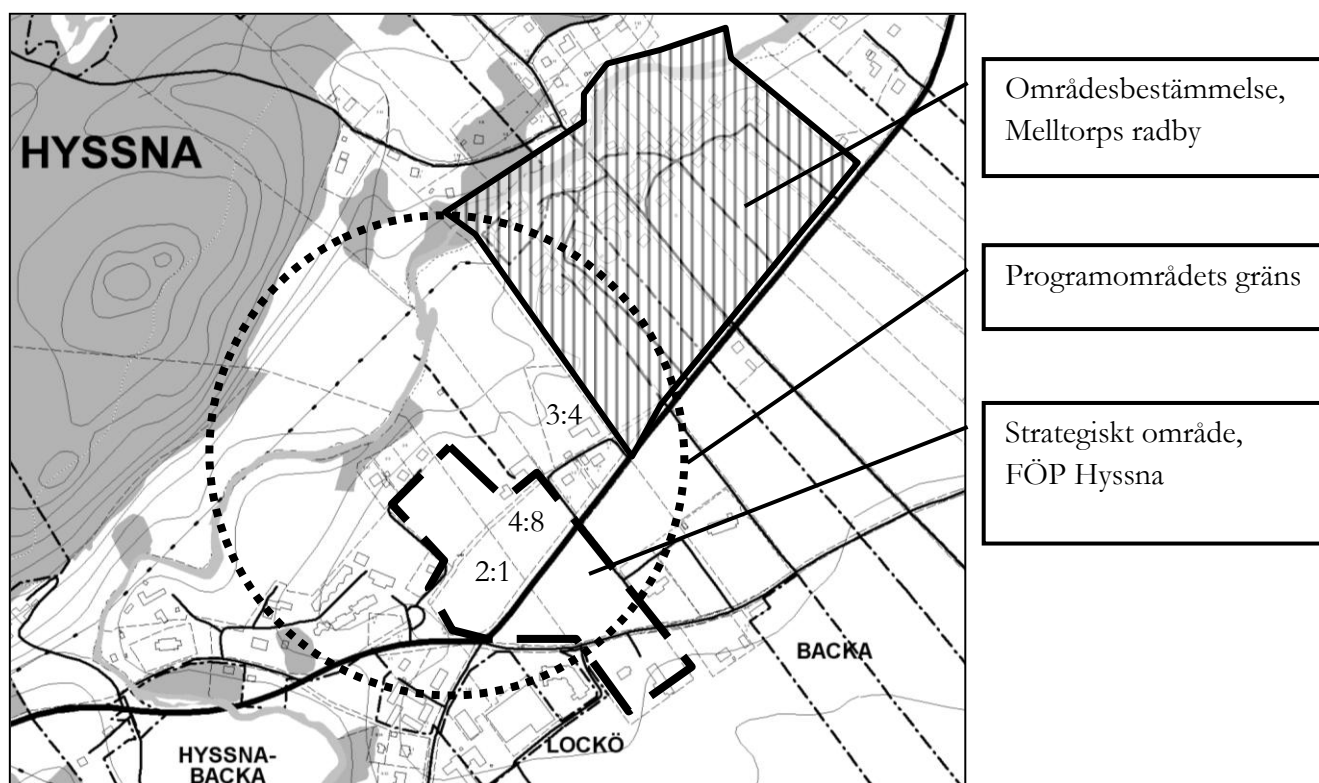 HYSSNA
3:4
4:8
2:1
BACKA
LOCKÖ
HYSSNA-
BACKA
Områdesbestämmelse,
Melltorps radby
Programområdets gräns
Strategiskt område,
FÖP Hyssna